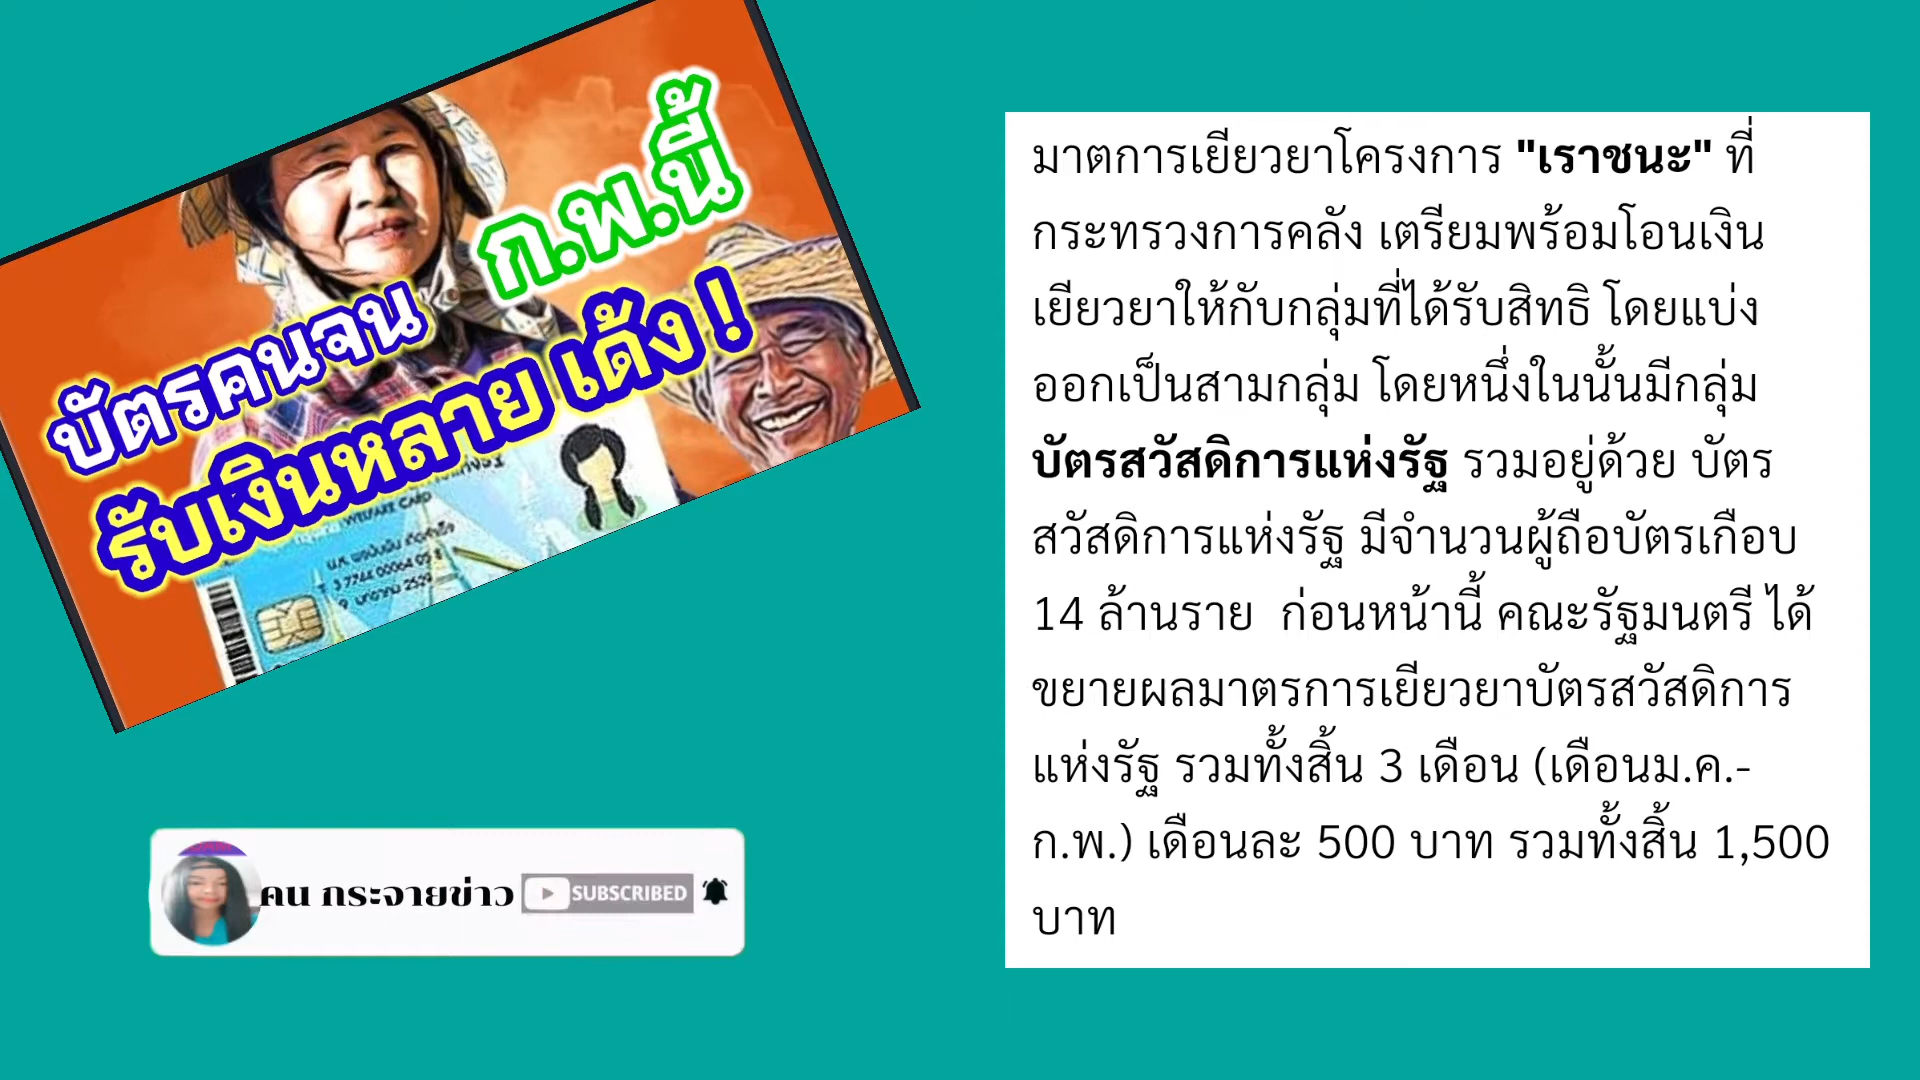 ก.พ.นี้
บัตรคนจน
รับเงินหลาย เด้ง !
WELFARE CARD
มาตการเยียวยาโครงการ "เราชนะ" ที่
กระทรวงการคลัง เตรียมพร้อมโอนเงิน
เยียวยาให้กับกลุ่มที่ได้รับสิทธิ โดยแบ่ง
ออกเป็นสามกลุ่ม โดยหนึ่งในนั้นมีกลุ่ม
บัตรสวัสดิการแห่งรัฐ รวมอยู่ด้วย บัตร
สวัสดิการแห่งรัฐ มีจำนวนผู้ถือบัตรเกือบ
14 ล้านราย ก่อนหน้านี้ คณะรัฐมนตรี ได้
ขยายผลมาตรการเยียวยาบัตรสวัสดิการ
แห่งรัฐ รวมทั้งสิ้น 3 เดือน (เดือนม.ค.-
ก.พ.) เดือนละ 500 บาท รวมทั้งสิ้น 1,500
บาท
คน กระจายข่าว SUBSCRIBED